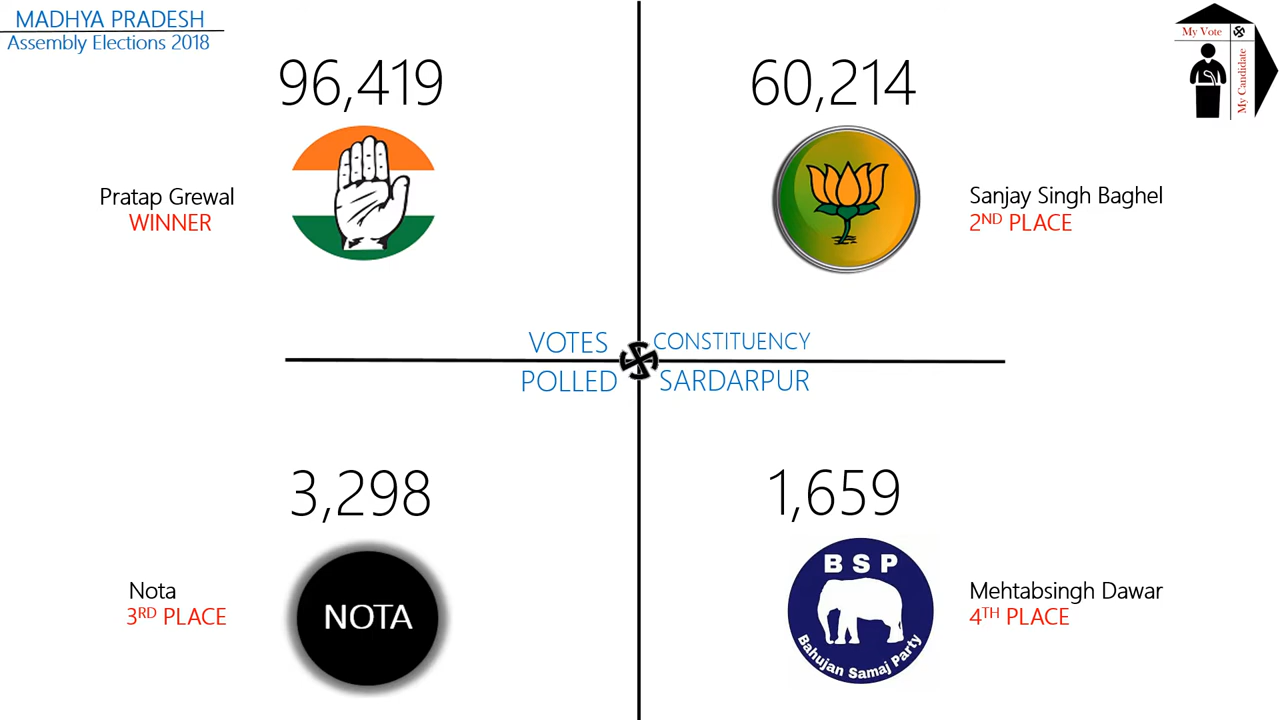 MADHYA PRADESH
Assembly Elections 2018
My Vote
My Candidate
96,419
Pratap Grewal
WINNER
60,214
Sanjay Singh Baghel
2ND PLACE
VOTES
POLLED
CONSTITUENCY
SARDARPUR
3,298
Nota
3RD PLACE
NOTA
1,659
BSP
Bahujan Samaj Party
Mehtabsingh Dawar
4TH PLACE